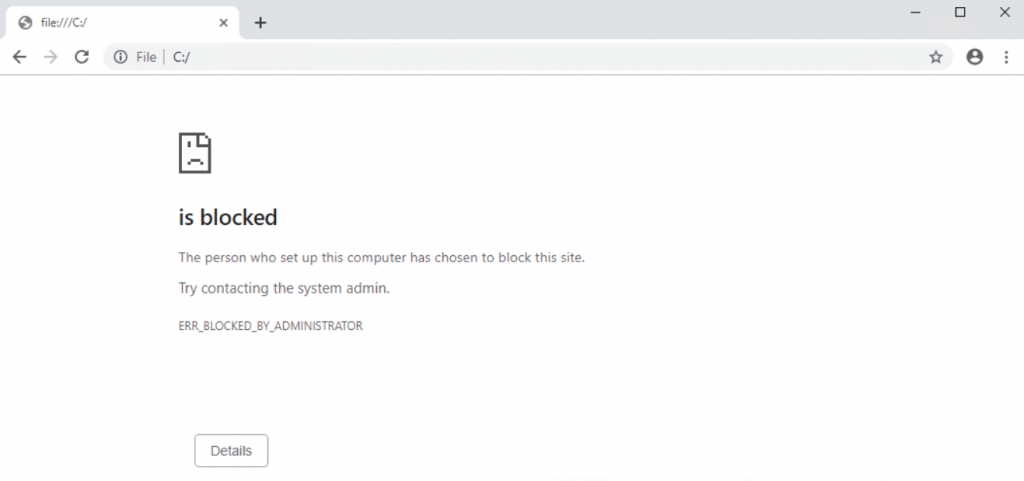 file:///C:/
File C:/
is blocked
The person who set up this computer has chosen to block this site.
Try contacting the system admin.
ERR_BLOCKED_BY_ADMINISTRATOR
Details